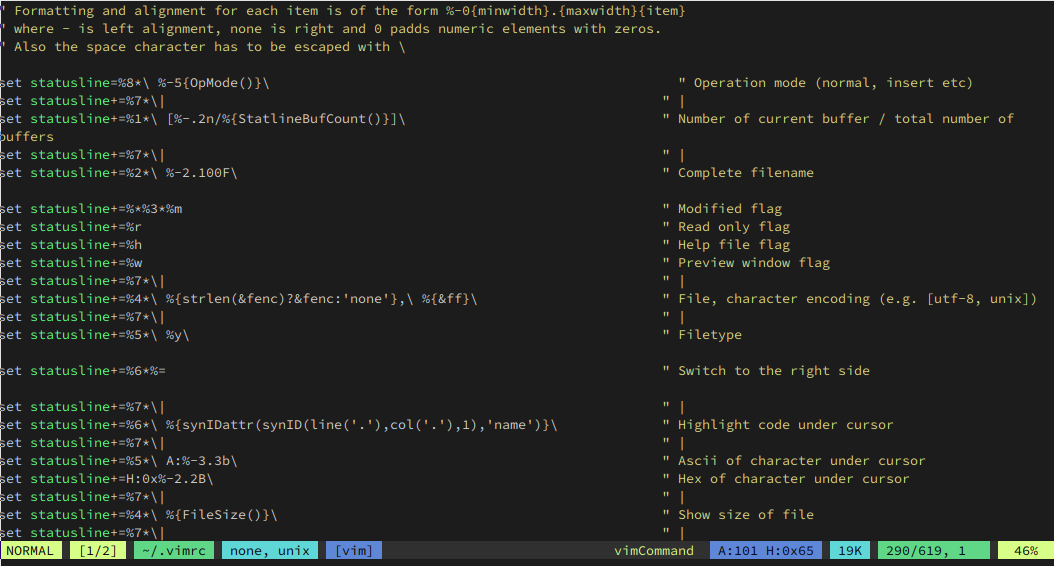 " Formatting and alignment for each item is of the form %-0{minwidth}.{maxwidth}{item}
" where - is left alignment, none is right and 0 padds numeric elements with zeros.
" Also the space character has to be escaped with \
set statusline=%8*\ %-5{OpMode()}\ " Operation mode (normal, insert etc)
set statusline+=%7*\| " |
set statusline+=%1*\ [%-.2n/%{StatlineBufCount()}]\ " Number of current buffer / total number of
buffers
set statusline+=%7*\| " |
set statusline+=%2*\ %-2.100F\ " Complete filename
set statusline+=%*%3*%m " Modified flag
set statusline+=%r " Read only flag
set statusline+=%h " Help file flag
set statusline+=%w " Preview window flag
set statusline+=%7*\| " |
set statusline+=%4*\ %{strlen(&fenc)?&fenc:'none'},\ %{&ff}\ " File, character encoding (e.g. [utf-8, unix])
set statusline+=%7*\| " |
set statusline+=%5*\ %y\ " Filetype
set statusline+=%6*%= " Switch to the right side
set statusline+=%7*\| " |
set statusline+=%6*\ %{synIDattr(synID(line('.'),col('.'),1),'name')}\ " Highlight code under cursor
set statusline+=%7*\| " |
set statusline+=%5*\ A:%-3.3b\ " Ascii of character under cursor
set statusline+=H:0x%-2.2B\ " Hex of character under cursor
set statusline+=%7*\| " |
set statusline+=%4*\ %{FileSize()}\ " Show size of file
set statusline+=%7*\| " |
NORMAL [1/2] ~/.vimrc none, unix [vim] vimCommand A:101 H:0x65 19K 290/619, 1 46%